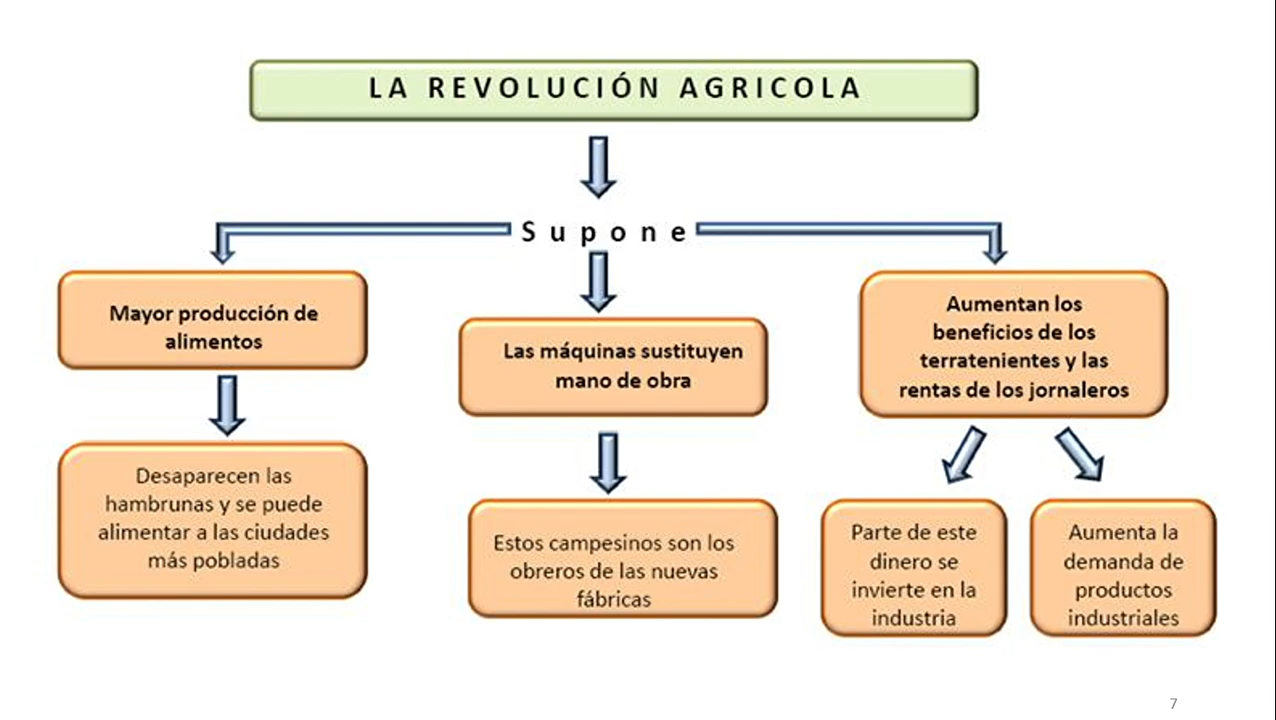 LA REVOLUCIÓN AGRICOLA
Supone
Mayor producción de
alimentos
Desaparecen las
hambrunas y se puede
alimentar a las ciudades
más pobladas
Las máquinas sustituyen
mano de obra
Estos campesinos son los
obreros de las nuevas
fábricas
Aumentan los
beneficios de los
terratenientes y las
rentas de los jornaleros
Parte de este
dinero se
invierte en la
industria
Aumenta la
demanda de
productos
industriales
7